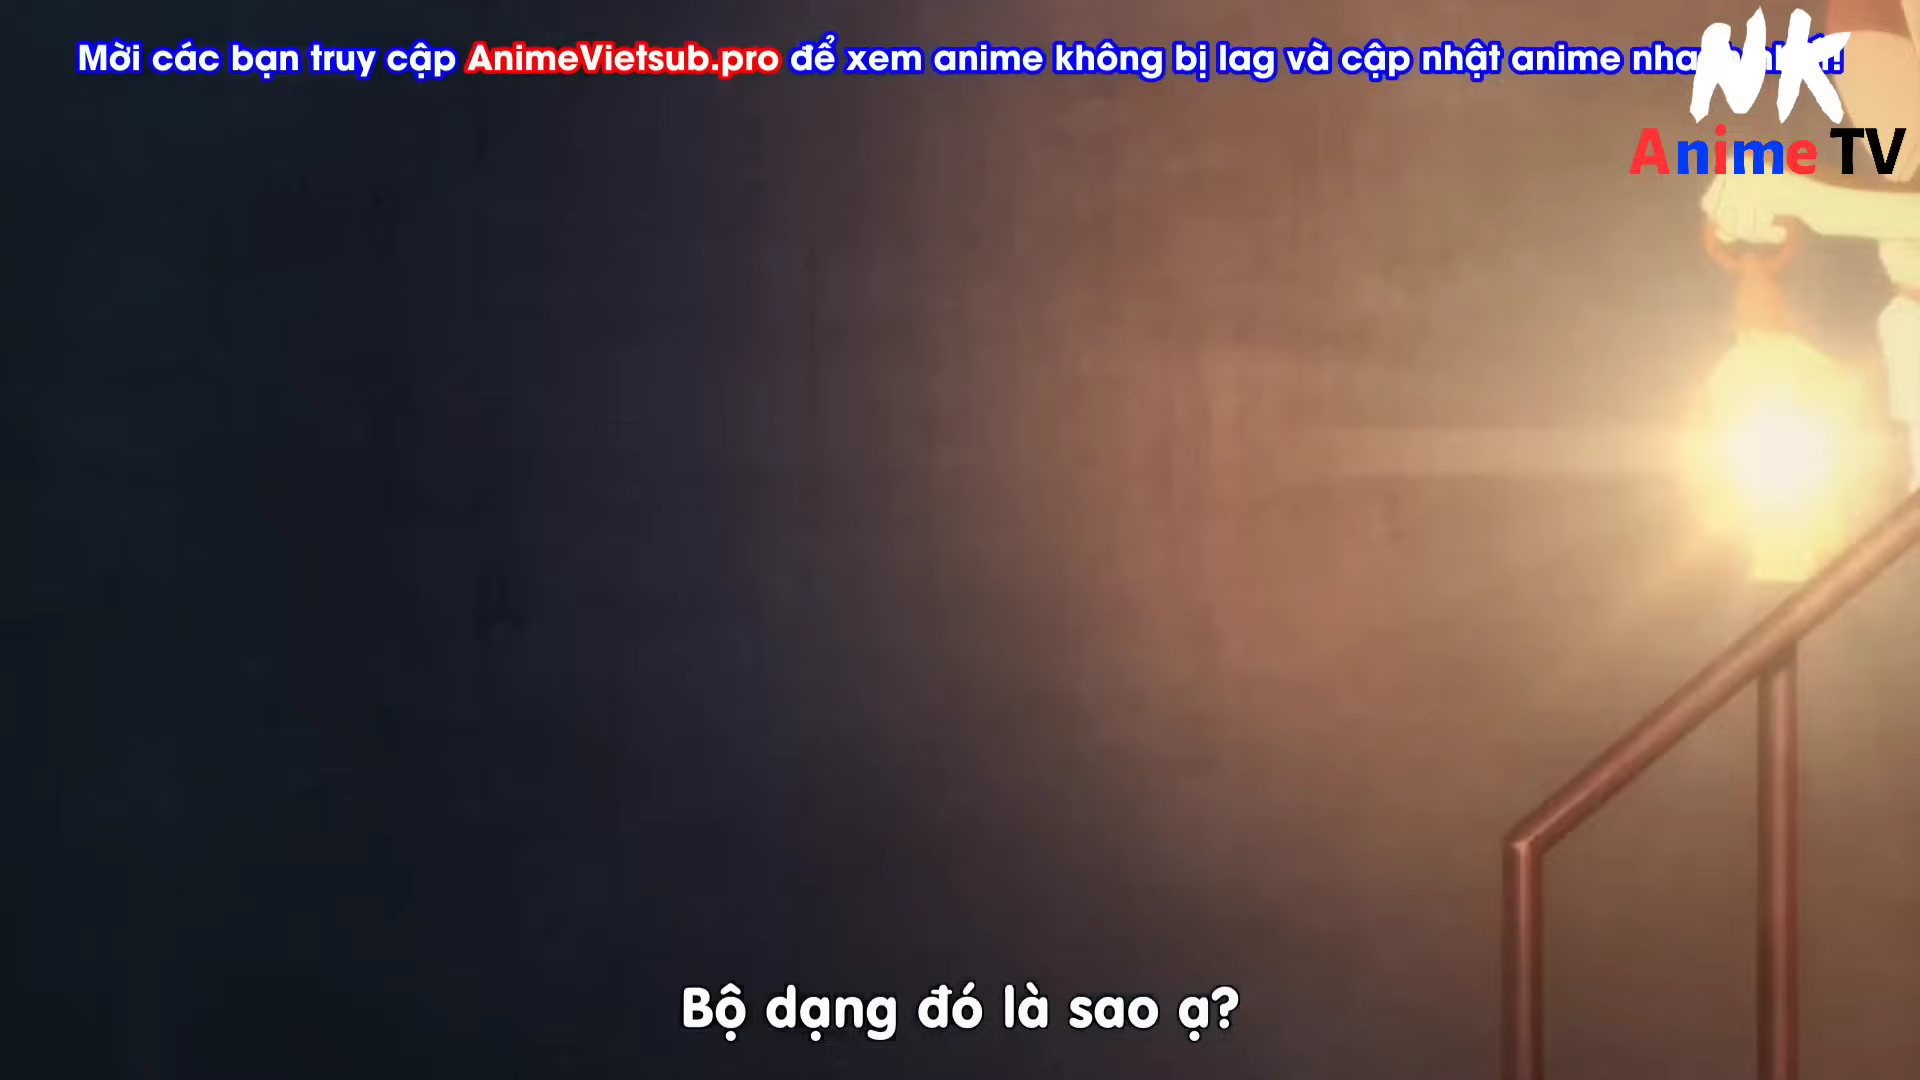 Mời các bạn truy cập AnimeVietsub.pro để xem anime không bị lag và cập nhật anime
NK
Anime TV
Bộ dạng đó là sao ạ?